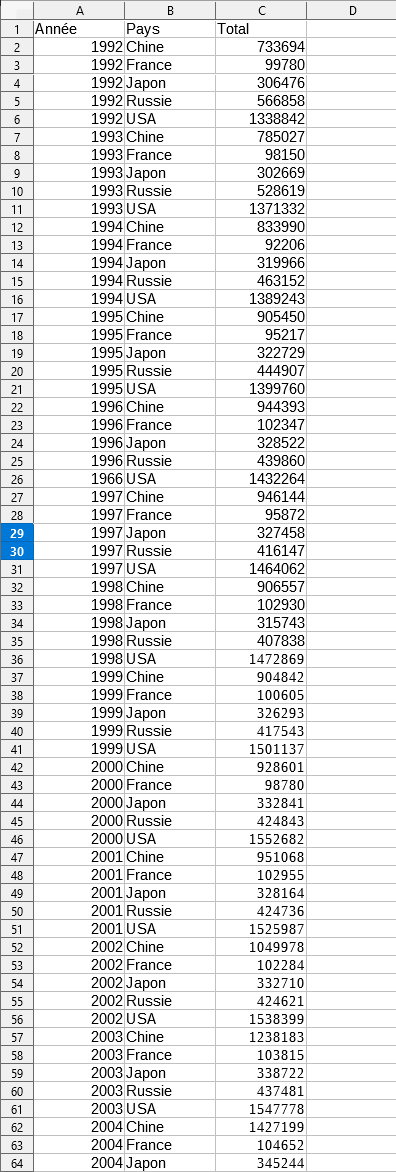 A B C D
1 Année Pays Total
2 1992 Chine 733694
3 1992 France 99780
4 1992 Japon 306476
5 1992 Russie 566858
6 1992 USA 1338842
7 1993 Chine 785027
8 1993 France 98150
9 1993 Japon 302669
10 1993 Russie 528619
11 1993 USA 1371332
12 1994 Chine 833990
13 1994 France 92206
14 1994 Japon 319966
15 1994 Russie 463152
16 1994 USA 1389243
17 1995 Chine 905450
18 1995 France 95217
19 1995 Japon 322729
20 1995 Russie 444907
21 1995 USA 1399760
22 1996 Chine 944393
23 1996 France 102347
24 1996 Japon 328522
25 1996 Russie 439860
26 1966 USA 1432264
27 1997 Chine 946144
28 1997 France 95872
29 1997 Japon 327458
30 1997 Russie 416147
31 1997 USA 1464062
32 1998 Chine 906557
33 1998 France 102930
34 1998 Japon 315743
35 1998 Russie 407838
36 1998 USA 1472869
37 1999 Chine 904842
38 1999 France 100605
39 1999 Japon 326293
40 1999 Russie 417543
41 1999 USA 1501137
42 2000 Chine 928601
43 2000 France 98780
44 2000 Japon 332841
45 2000 Russie 424843
46 2000 USA 1552682
47 2001 Chine 951068
48 2001 France 102955
49 2001 Japon 328164
50 2001 Russie 424736
51 2001 USA 1525987
52 2002 Chine 1049978
53 2002 France 102284
54 2002 Japon 332710
55 2002 Russie 424621
56 2002 USA 1538399
57 2003 Chine 1238183
58 2003 France 103815
59 2003 Japon 338722
60 2003 Russie 437481
61 2003 USA 1547778
62 2004 Chine 1427199
63 2004 France 104652
64 2004 Japon 345244